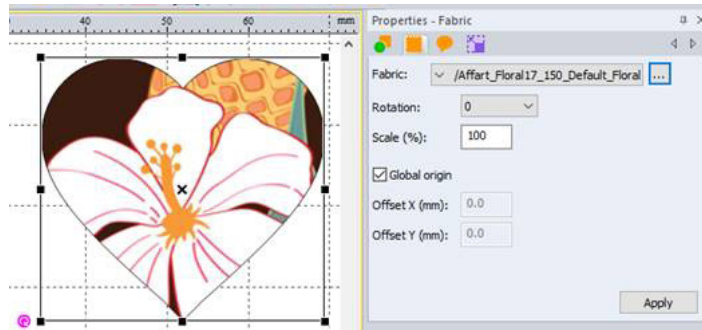 40 50 60 mm
Properties - Fabric
Fabric: /Affart_Floral17_150_Default_Floral ...
Rotation: 0
Scale (%): 100
Global origin
Offset X (mm): 0.0
Offset Y (mm): 0.0
Apply